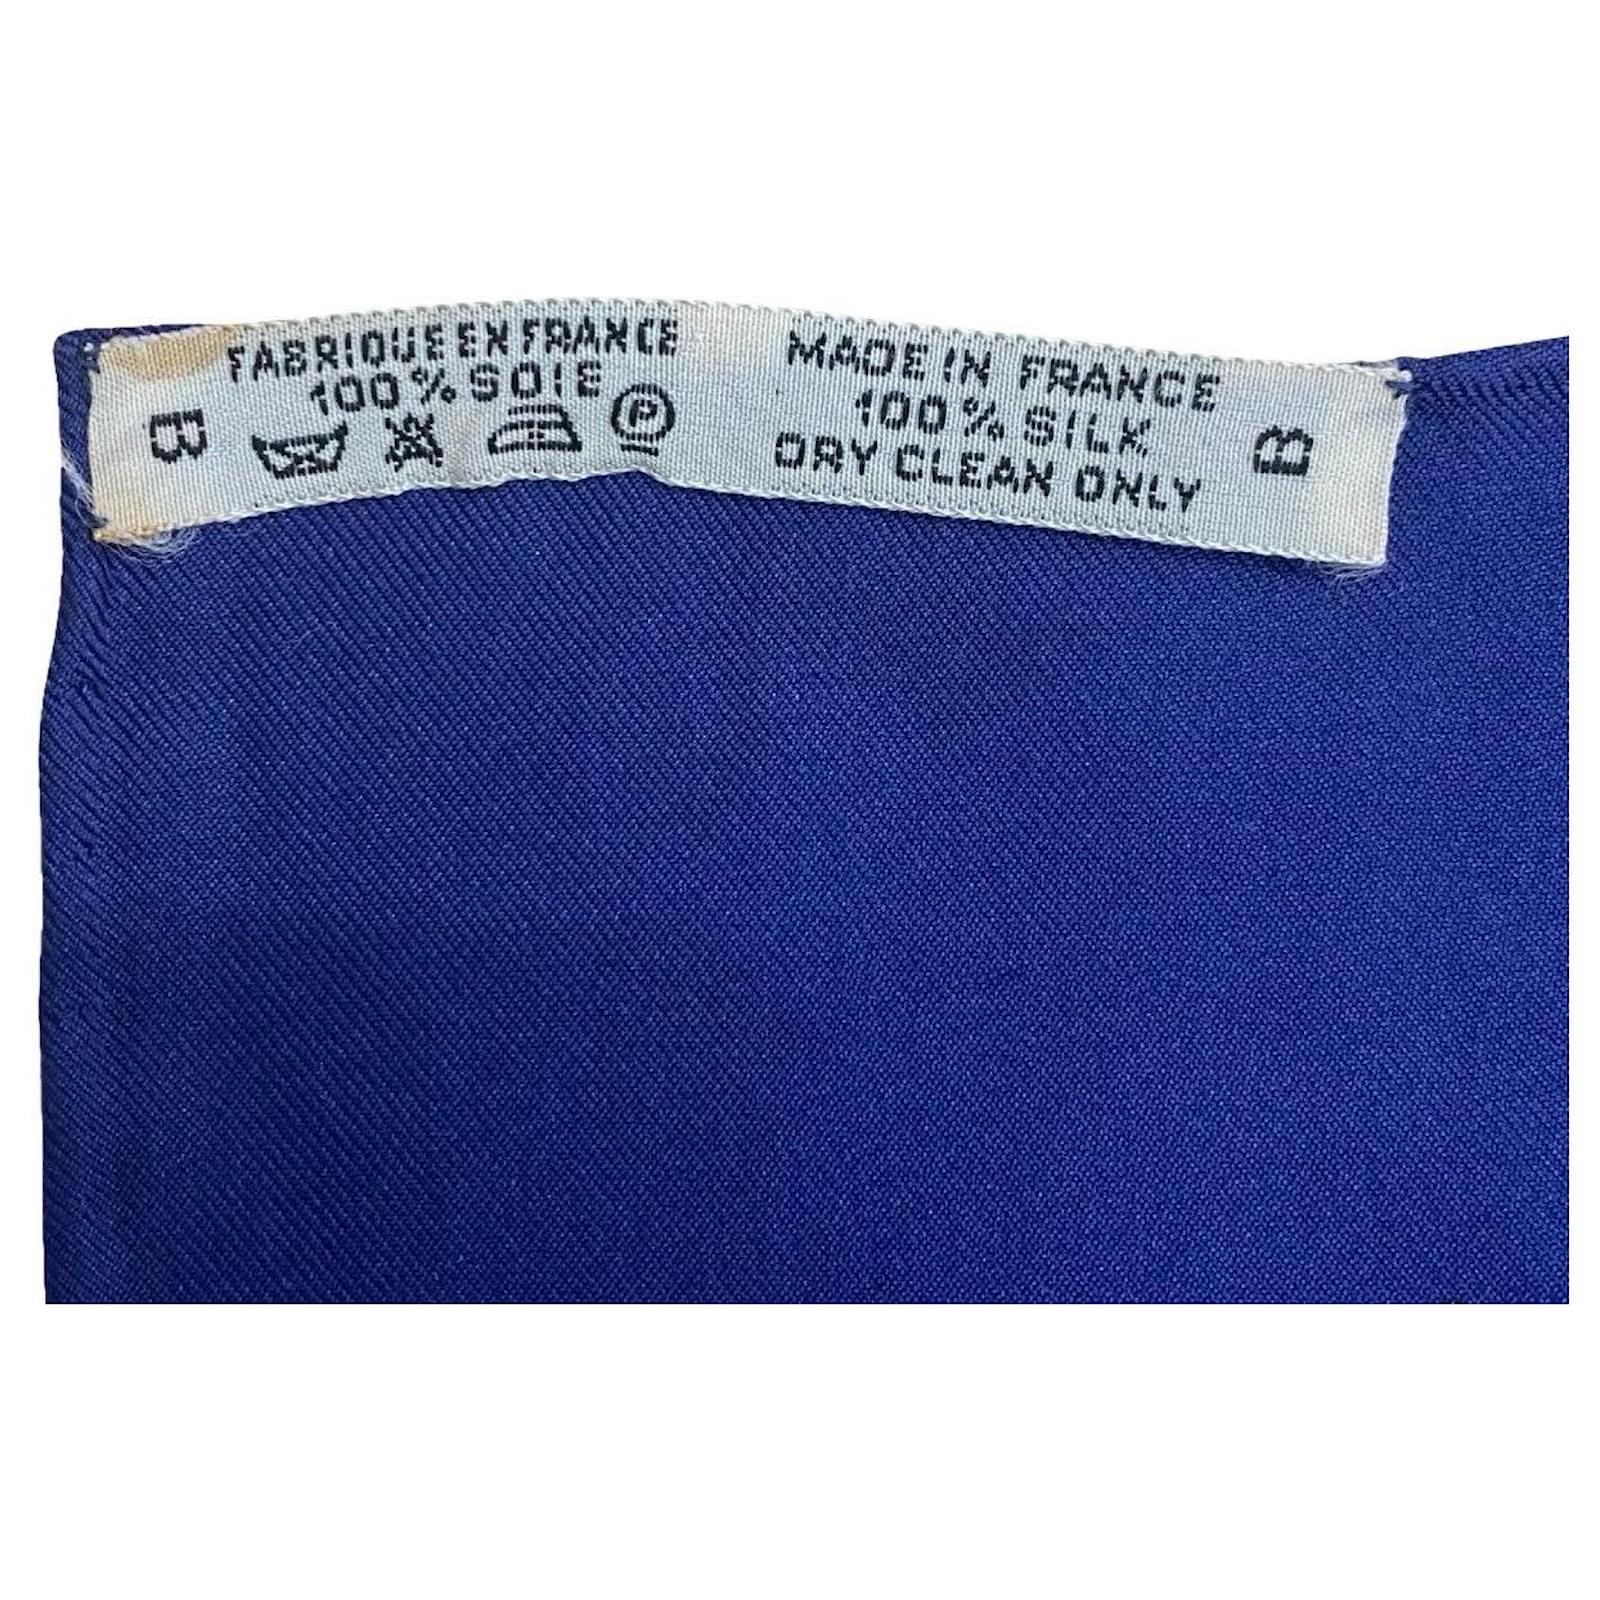 B
FABRIQUE EN FRANCE
100% SOIE
P
MADE IN FRANCE
100% SILK
DRY CLEAN ONLY
B